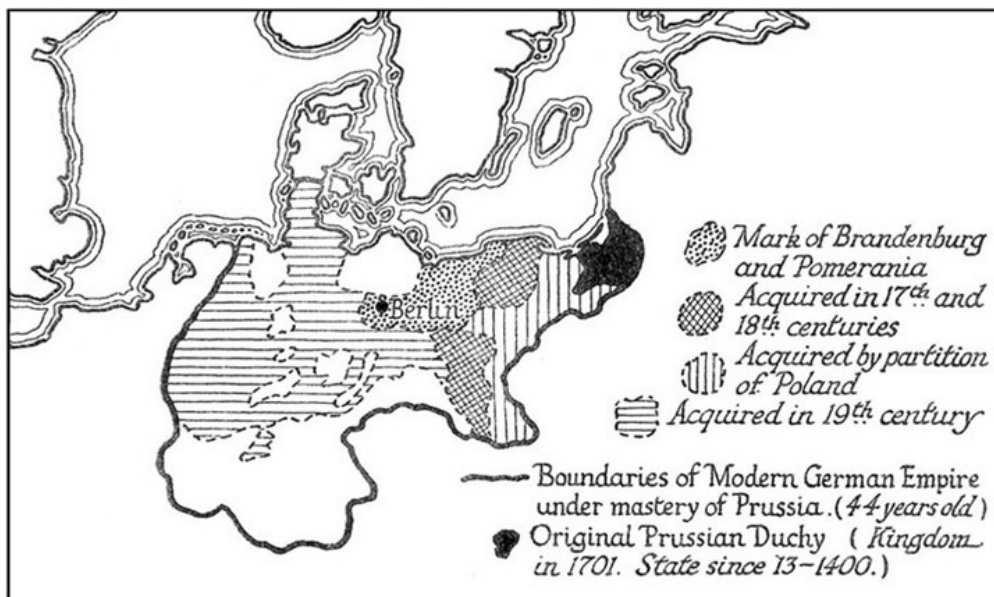 Berlin
Mark of Brandenburg
and Pomerania
Acquired in 17th and
18th centuries
Acquired by partition
of Poland
Acquired in 19th century
Boundaries of Modern German Empire
under mastery of Prussia. (44 years old)
Original Prussian Duchy ( Kingdom
in 1701. State since 13-1400.)